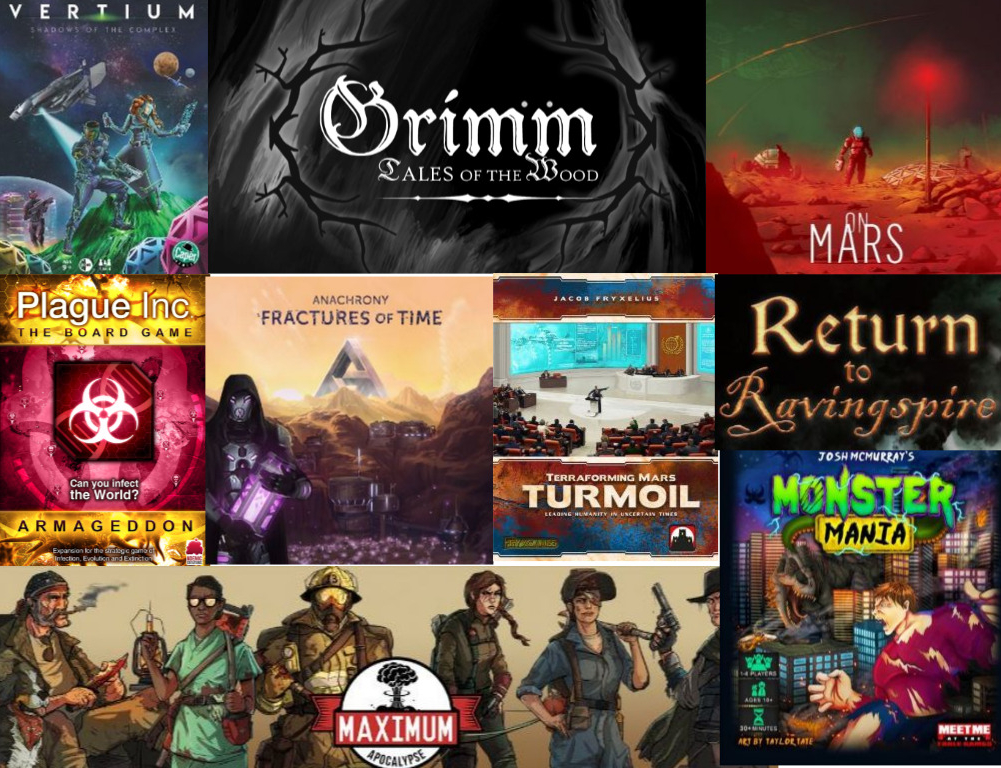 VERTIUM
SHADOWS OF THE COMPLEX
Caper
Grimm
TALES OF THE WOOD
ON
MARS
Plague Inc.
THE BOARD GAME
Can you infect
the World?
ARMAGEDDON
Expansion for the strategic game of
Infection, Evolution and Extinction
ANACHRONY
FRACTURES OF TIME
JACOB FRYXELIUS
TERRAFORMING MARS
TURMOIL
LEADING HUMANITY IN UNCERTAIN TIMES
Return
to
Ravingspire
JOSH MCMURRAY'S
MONSTER
MANIA
1-6 PLAYERS
AGES 18+
30+MINUTES
ART BY TAYLOR TATE
MEET ME
AT THE
TABLE GAMES
MAXIMUM
APOCALYPSE